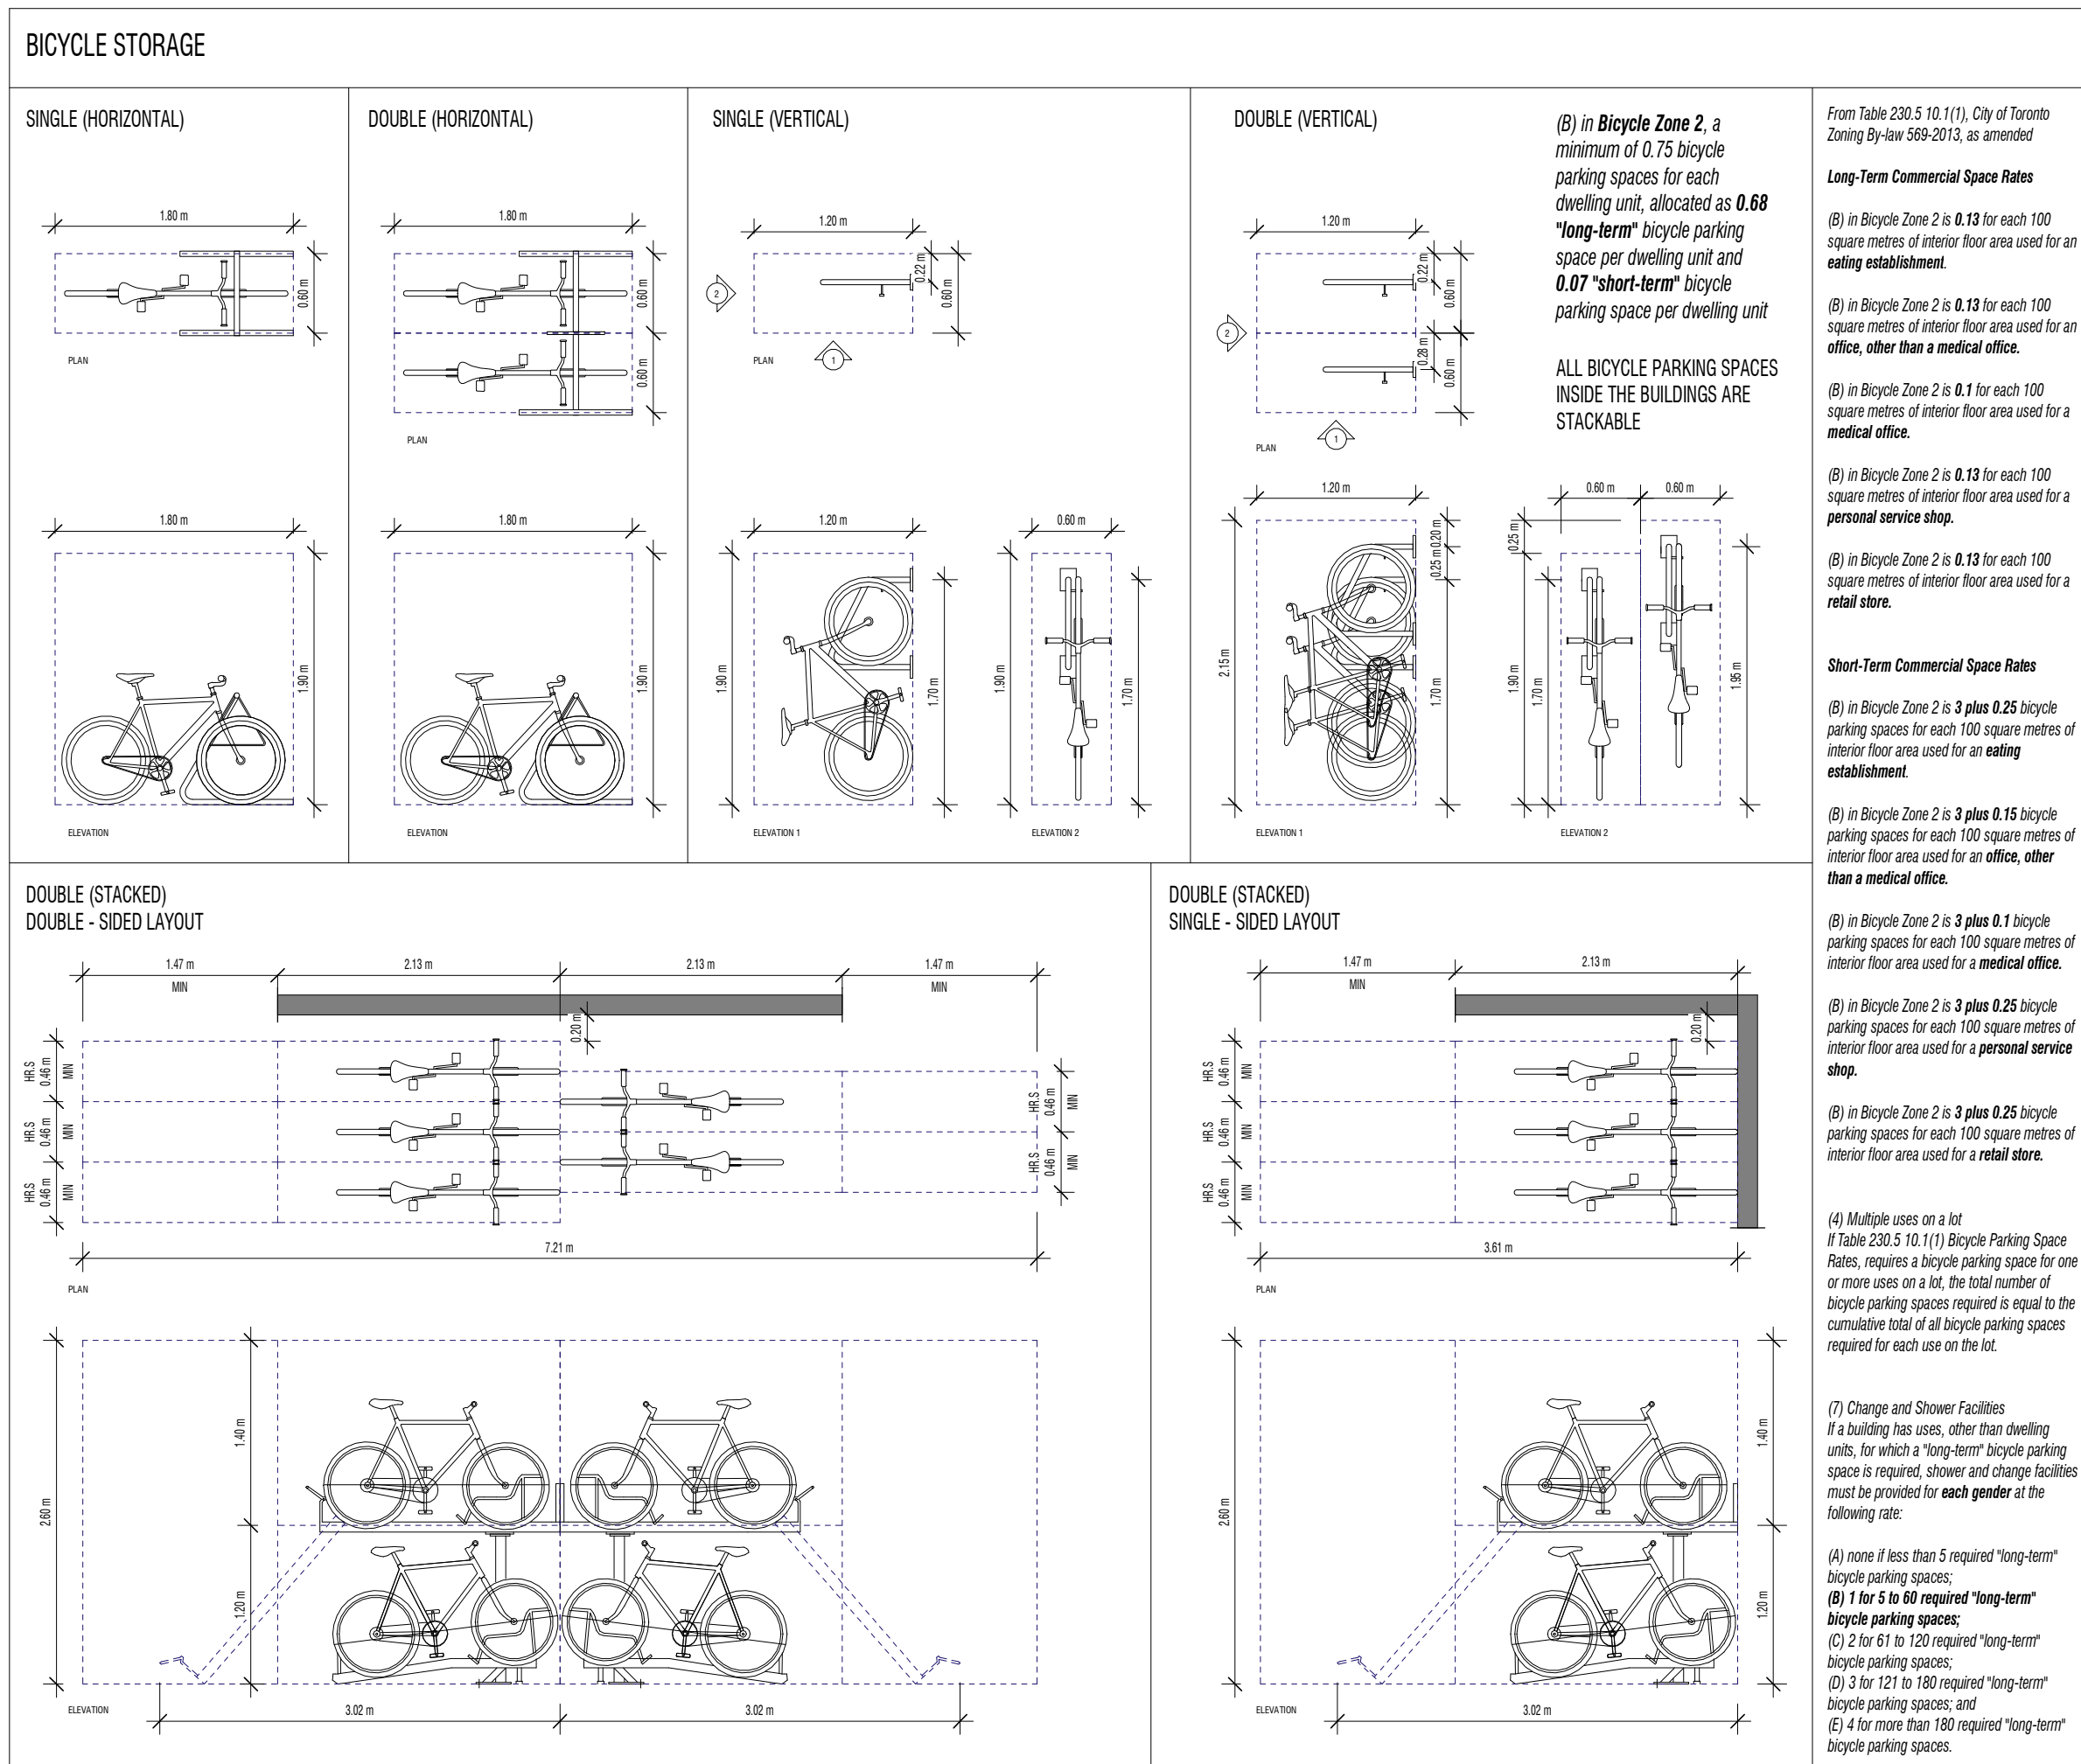 BICYCLE STORAGE
SINGLE (HORIZONTAL)
1.80 m
0.60 m
PLAN
1.80 m
1.90 m
ELEVATION
DOUBLE (HORIZONTAL)
1.80 m
0.60 m
0.60 m
PLAN
1.80 m
1.90 m
ELEVATION
SINGLE (VERTICAL)
1.20 m
0.22 m
0.60 m
2
PLAN
1
1.20 m
1.90 m
1.70 m
ELEVATION 1
0.60 m
1.90 m
1.70 m
ELEVATION 2
DOUBLE (VERTICAL)
1.20 m
0.22 m
0.60 m
2
0.28 m
0.60 m
PLAN
1
1.20 m
0.20 m
0.25 m
2.15 m
1.70 m
ELEVATION 1
0.60 m
0.60 m
0.25 m
1.90 m
1.70 m
1.95 m
ELEVATION 2
(B) in Bicycle Zone 2, a
minimum of 0.75 bicycle
parking spaces for each
dwelling unit, allocated as 0.68
"long-term" bicycle parking
space per dwelling unit and
0.07 "short-term" bicycle
parking space per dwelling unit
ALL BICYCLE PARKING SPACES
INSIDE THE BUILDINGS ARE
STACKABLE
DOUBLE (STACKED)
DOUBLE - SIDED LAYOUT
1.47 m
MIN
2.13 m
2.13 m
1.47 m
MIN
0.20 m
HR.S
0.46 m
MIN
HR.S
0.46 m
MIN
HR.S
0.46 m
MIN
HR.S
0.46 m
MIN
HR.S
0.46 m
MIN
7.21 m
PLAN
2.60 m
1.40 m
1.20 m
ELEVATION
3.02 m
3.02 m
DOUBLE (STACKED)
SINGLE - SIDED LAYOUT
1.47 m
MIN
2.13 m
0.20 m
HR.S
0.46 m
MIN
HR.S
0.46 m
MIN
HR.S
0.46 m
MIN
3.61 m
PLAN
2.60 m
1.40 m
1.20 m
ELEVATION
3.02 m
From Table 230.5 10.1(1), City of Toronto
Zoning By-law 569-2013, as amended
Long-Term Commercial Space Rates
(B) in Bicycle Zone 2 is 0.13 for each 100
square metres of interior floor area used for an
eating establishment.
(B) in Bicycle Zone 2 is 0.13 for each 100
square metres of interior floor area used for an
office, other than a medical office.
(B) in Bicycle Zone 2 is 0.1 for each 100
square metres of interior floor area used for a
medical office.
(B) in Bicycle Zone 2 is 0.13 for each 100
square metres of interior floor area used for a
personal service shop.
(B) in Bicycle Zone 2 is 0.13 for each 100
square metres of interior floor area used for a
retail store.
Short-Term Commercial Space Rates
(B) in Bicycle Zone 2 is 3 plus 0.25 bicycle
parking spaces for each 100 square metres of
interior floor area used for an eating
establishment.
(B) in Bicycle Zone 2 is 3 plus 0.15 bicycle
parking spaces for each 100 square metres of
interior floor area used for an office, other
than a medical office.
(B) in Bicycle Zone 2 is 3 plus 0.1 bicycle
parking spaces for each 100 square metres of
interior floor area used for a medical office.
(B) in Bicycle Zone 2 is 3 plus 0.25 bicycle
parking spaces for each 100 square metres of
interior floor area used for a personal service
shop.
(B) in Bicycle Zone 2 is 3 plus 0.25 bicycle
parking spaces for each 100 square metres of
interior floor area used for a retail store.
(4) Multiple uses on a lot
If Table 230.5 10.1(1) Bicycle Parking Space
Rates, requires a bicycle parking space for one
or more uses on a lot, the total number of
bicycle parking spaces required is equal to the
cumulative total of all bicycle parking spaces
required for each use on the lot.
(7) Change and Shower Facilities
If a building has uses, other than dwelling
units, for which a "long-term" bicycle parking
space is required, shower and change facilities
must be provided for each gender at the
following rate:
(A) none if less than 5 required "long-term"
bicycle parking spaces;
(B) 1 for 5 to 60 required "long-term"
bicycle parking spaces;
(C) 2 for 61 to 120 required "long-term"
bicycle parking spaces;
(D) 3 for 121 to 180 required "long-term"
bicycle parking spaces; and
(E) 4 for more than 180 required "long-term"
bicycle parking spaces.